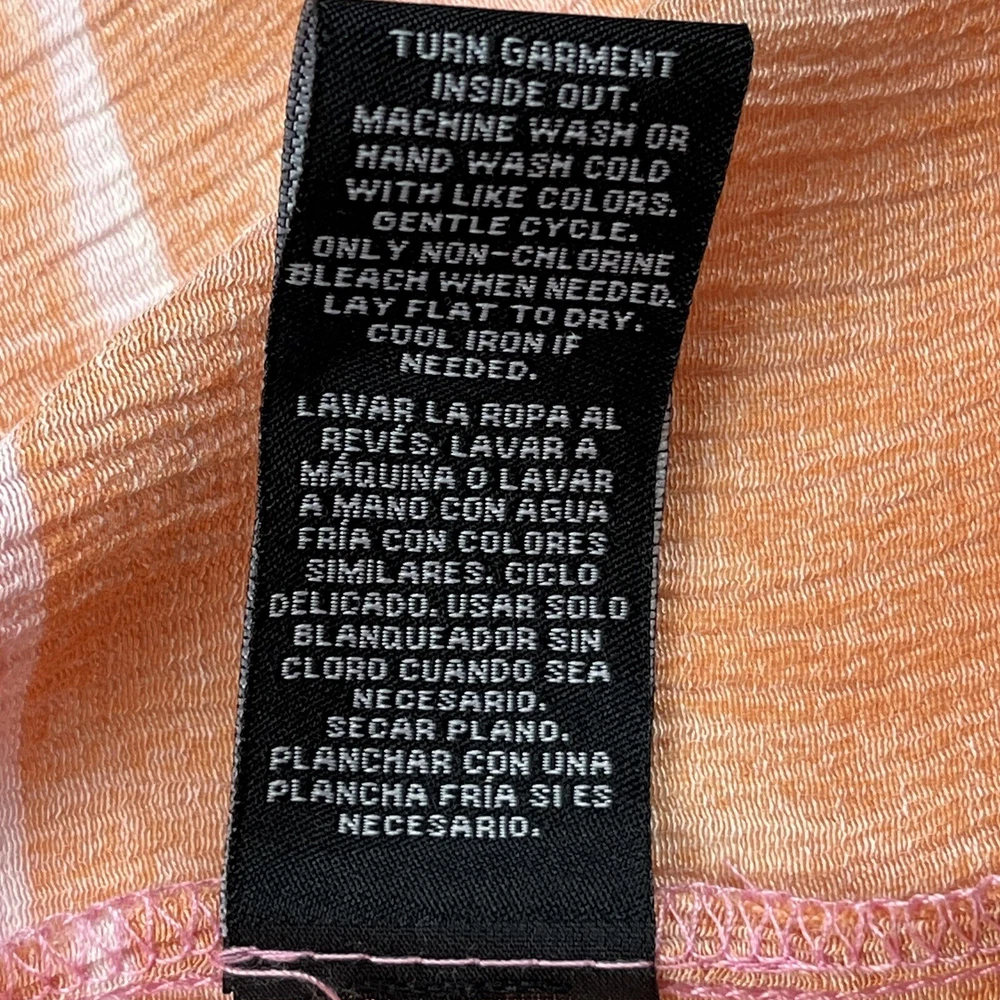 TURN GARMENT
INSIDE OUT.
MACHINE WASH OR
HAND WASH COLD
WITH LIKE COLORS.
GENTLE CYCLE.
ONLY NON-CHLORINE
BLEACH WHEN NEEDED.
LAY FLAT TO DRY.
COOL IRON IF
NEEDED.
LAVAR LA ROPA AL
REVÉS. LAVAR A
MÁQUINA O LAVAR
A MANO CON AGUA
FRÍA CON COLORES
SIMILARES. CICLO
DELICADO. USAR SOLO
BLANQUEADOR SIN
CLORO CUANDO SEA
NECESARIO.
SECAR PLANO.
PLANCHAR CON UNA
PLANCHA FRÍA SI ES
NECESARIO.